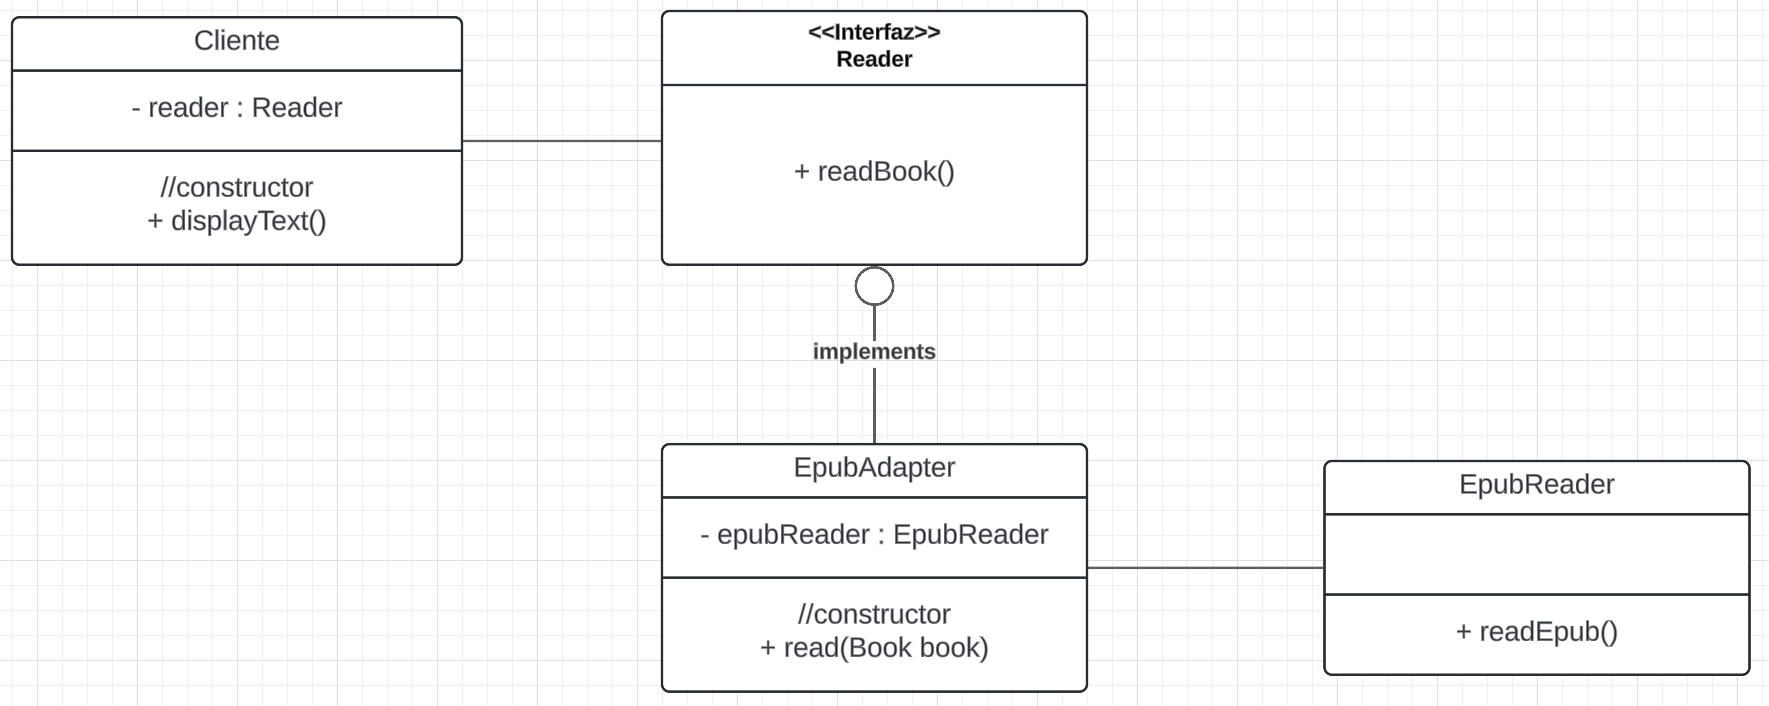 Cliente
- reader : Reader
//constructor
+ displayText()
<<Interfaz>>
Reader
+ readBook()
implements
EpubAdapter
- epubReader : EpubReader
//constructor
+ read(Book book)
EpubReader
+ readEpub()